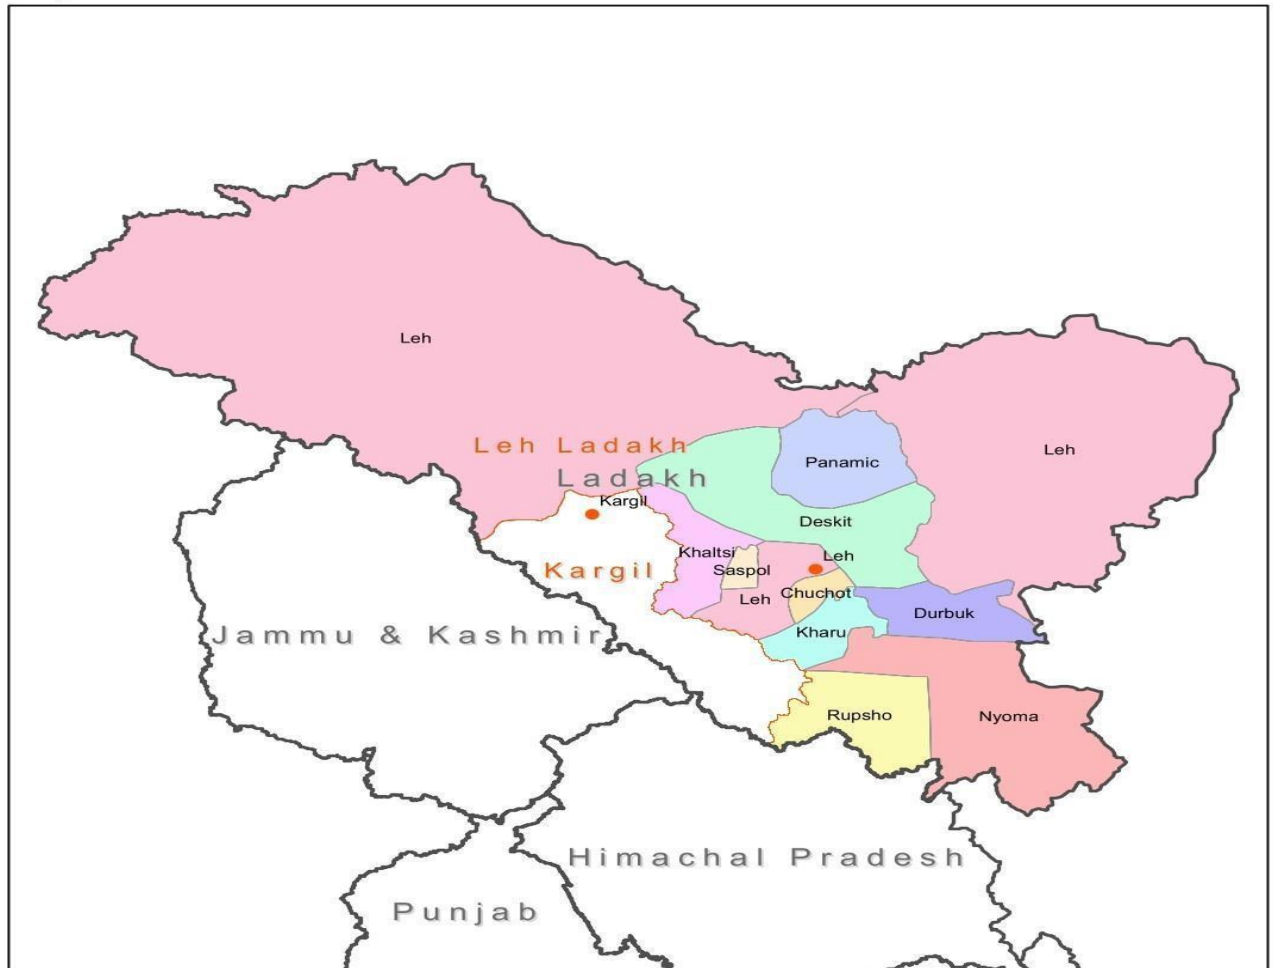 Leh
Leh Ladakh
Ladakh
Leh
Panamic
Kargil
Deskit
Khaltsi
Leh
Saspol
Kargil
Chuchot
Leh
Durbuk
Jammu & Kashmir
Kharu
Rupsho
Nyoma
Himachal Pradesh
Punjab